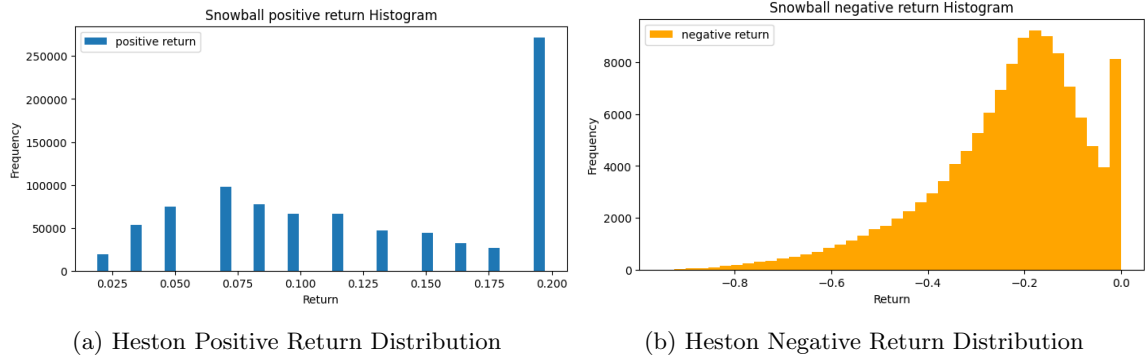 Snowball positive return Histogram
positive return
Frequency
250000
200000
150000
100000
50000
0
0.025 0.050 0.075 0.100 0.125 0.150 0.175 0.200
Return
(a) Heston Positive Return Distribution
Snowball negative return Histogram
negative return
Frequency
8000
6000
4000
2000
0
−0.8 −0.6 −0.4 −0.2 0.0
Return
(b) Heston Negative Return Distribution